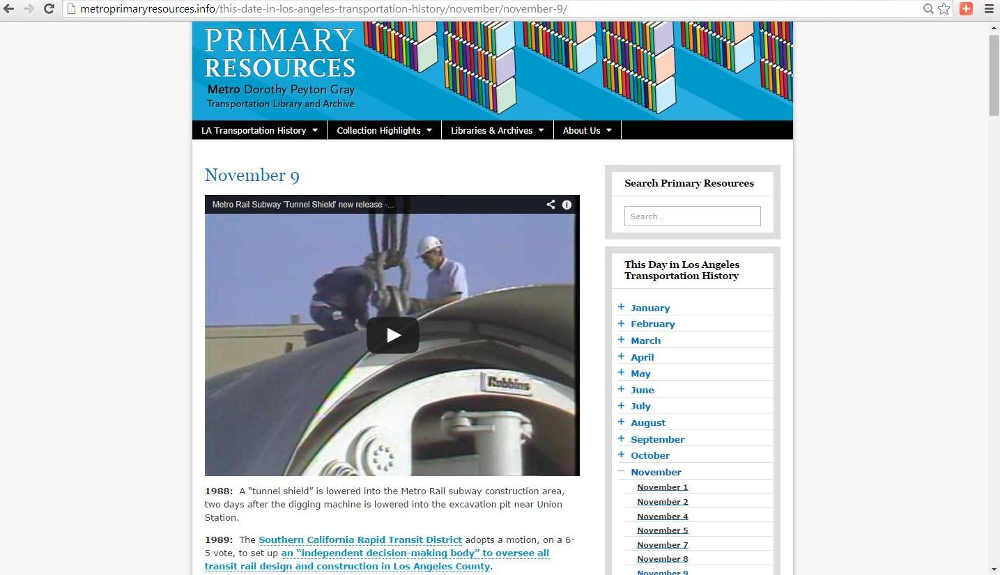 metroprimaryresources.info/this-date-in-los-angeles-transportation-history/november/november-9/
PRIMARY
RESOURCES
Metro Dorothy Peyton Gray
Transportation Library and Archive
LA Transportation History
Collection Highlights
Libraries & Archives
About Us
November 9
Metro Rail Subway 'Tunnel Shield' new release -...
Robbins
1988:  A “tunnel shield” is lowered into the Metro Rail subway construction area,
two days after the digging machine is lowered into the excavation pit near Union
Station.
1989:  The Southern California Rapid Transit District adopts a motion, on a 6-
5 vote, to set up an “independent decision-making body” to oversee all
transit rail design and construction in Los Angeles County.
Search Primary Resources
Search...
This Day in Los Angeles
Transportation History
+ January
+ February
+ March
+ April
+ May
+ June
+ July
+ August
+ September
+ October
− November
November 1
November 2
November 4
November 5
November 7
November 8
November 9